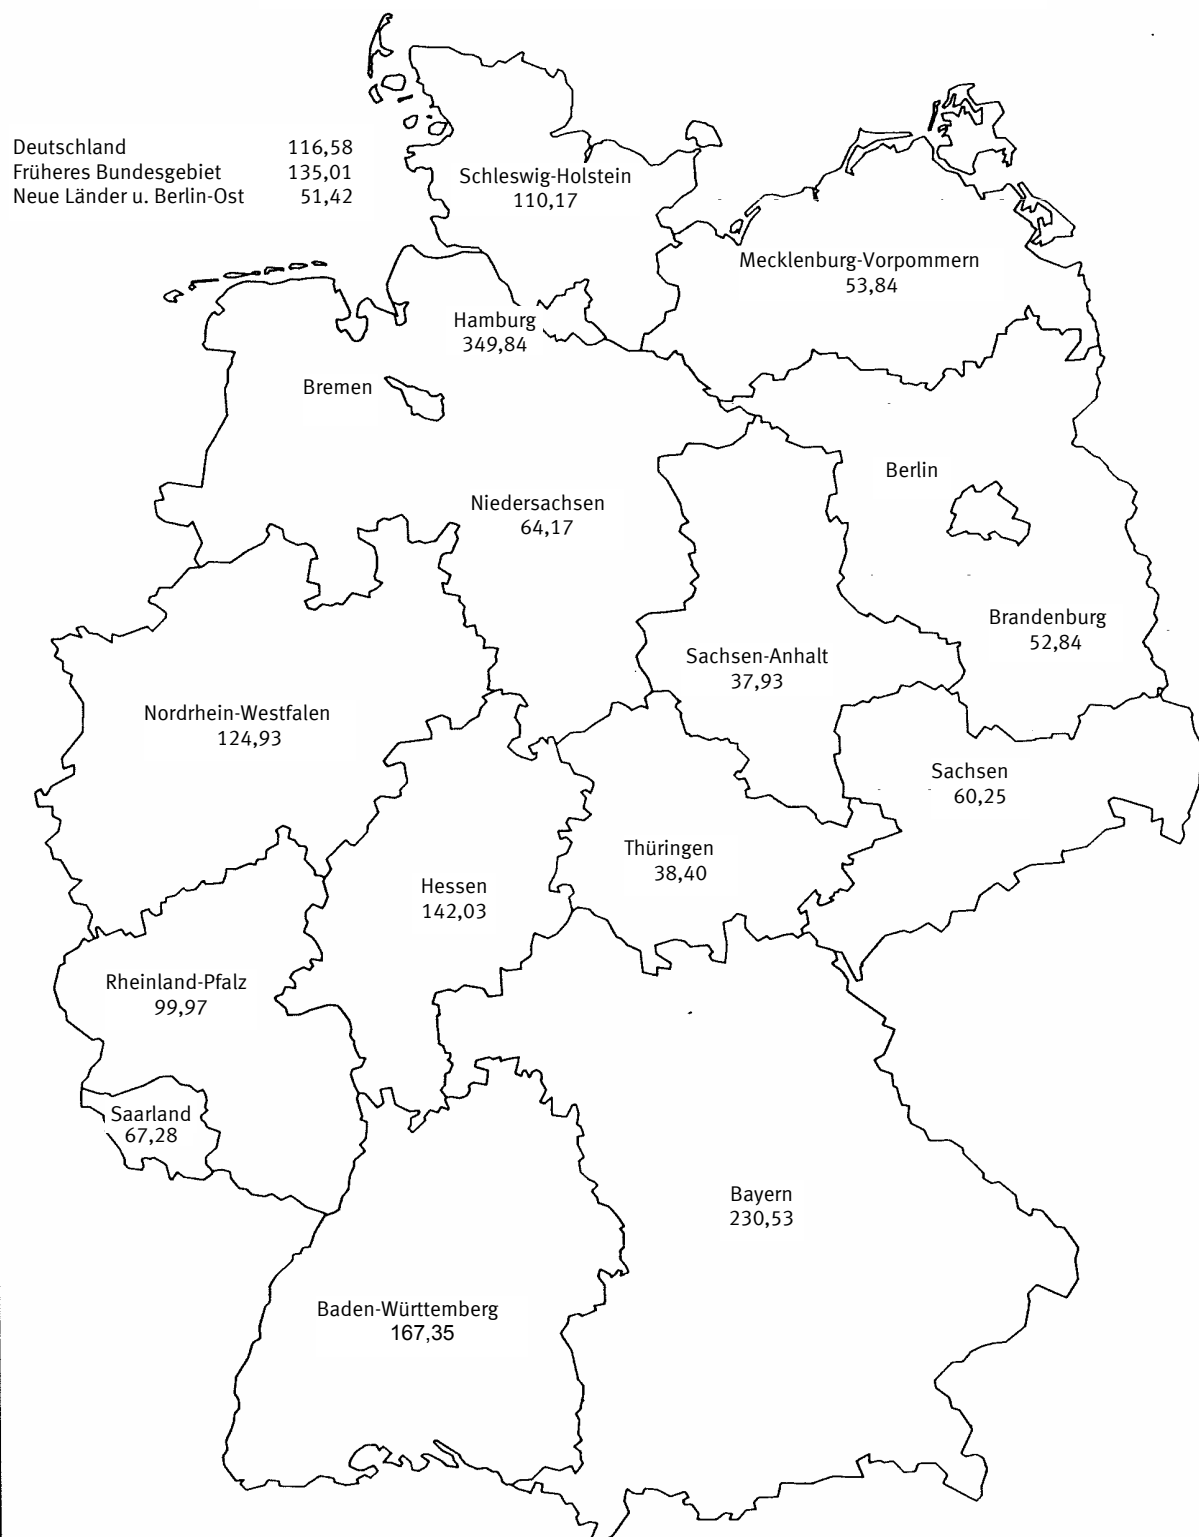 Deutschland 116,58
Früheres Bundesgebiet 135,01
Neue Länder u. Berlin-Ost 51,42
Schleswig-Holstein
110,17
Mecklenburg-Vorpommern
53,84
Hamburg
349,84
Bremen
Berlin
Niedersachsen
64,17
Brandenburg
52,84
Sachsen-Anhalt
37,93
Nordrhein-Westfalen
124,93
Sachsen
60,25
Thüringen
38,40
Hessen
142,03
Rheinland-Pfalz
99,97
Saarland
67,28
Bayern
230,53
Baden-Württemberg
167,35